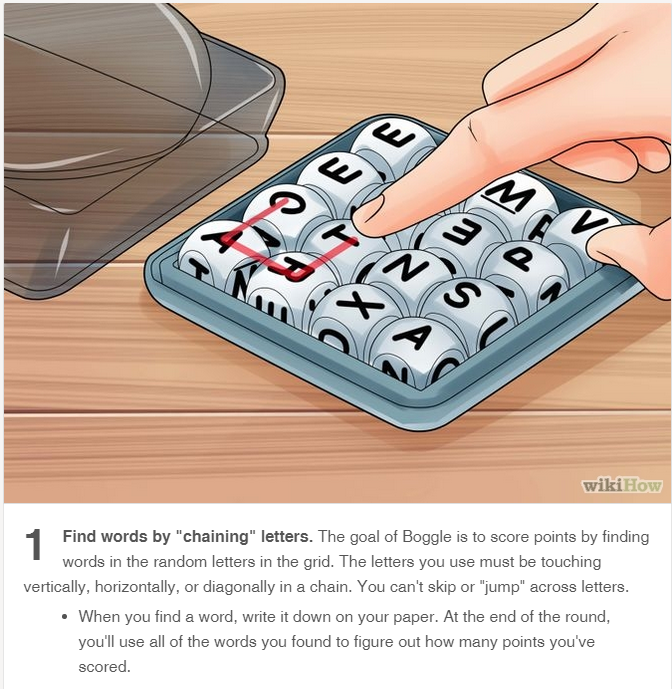 E
E
C
W
A
T
E
V
R
N
P
X
S
A
wikiHow
1
Find words by "chaining" letters. The goal of Boggle is to score points by finding
words in the random letters in the grid. The letters you use must be touching
vertically, horizontally, or diagonally in a chain. You can't skip or "jump" across letters.
• When you find a word, write it down on your paper. At the end of the round,
you'll use all of the words you found to figure out how many points you've
scored.